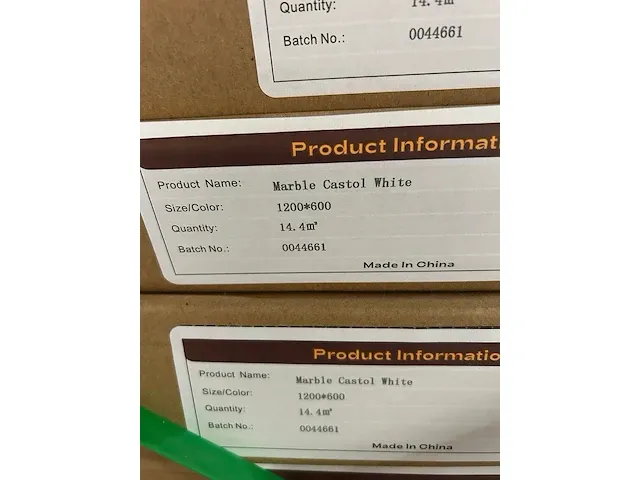 Quantity: 14.4㎡
Batch No.: 0044661
Product Informati
Product Name: Marble Castol White
Size/Color: 1200*600
Quantity: 14.4㎡
Batch No.: 0044661
Made In China
Product Informatio
Product Name: Marble Castol White
Size/Color: 1200*600
Quantity: 14.4㎡
Batch No.: 0044661
Made In China